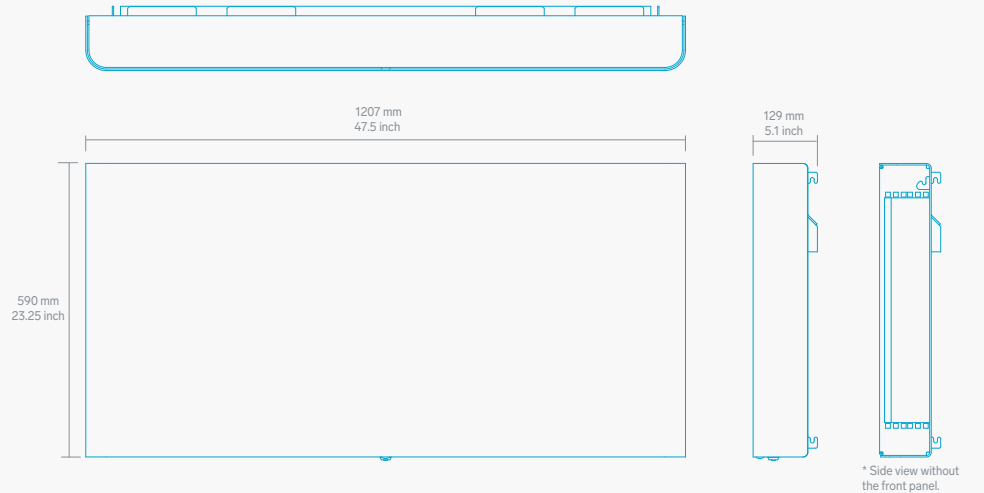 1207 mm
47.5 inch
129 mm
5.1 inch
590 mm
23.25 inch
* Side view without
the front panel.